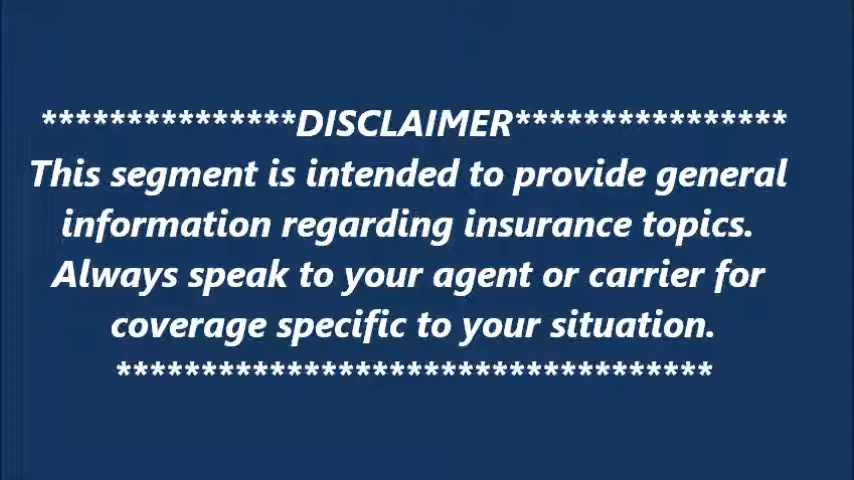 ***************DISCLAIMER****************
This segment is intended to provide general
information regarding insurance topics.
Always speak to your agent or carrier for
coverage specific to your situation.
***********************************